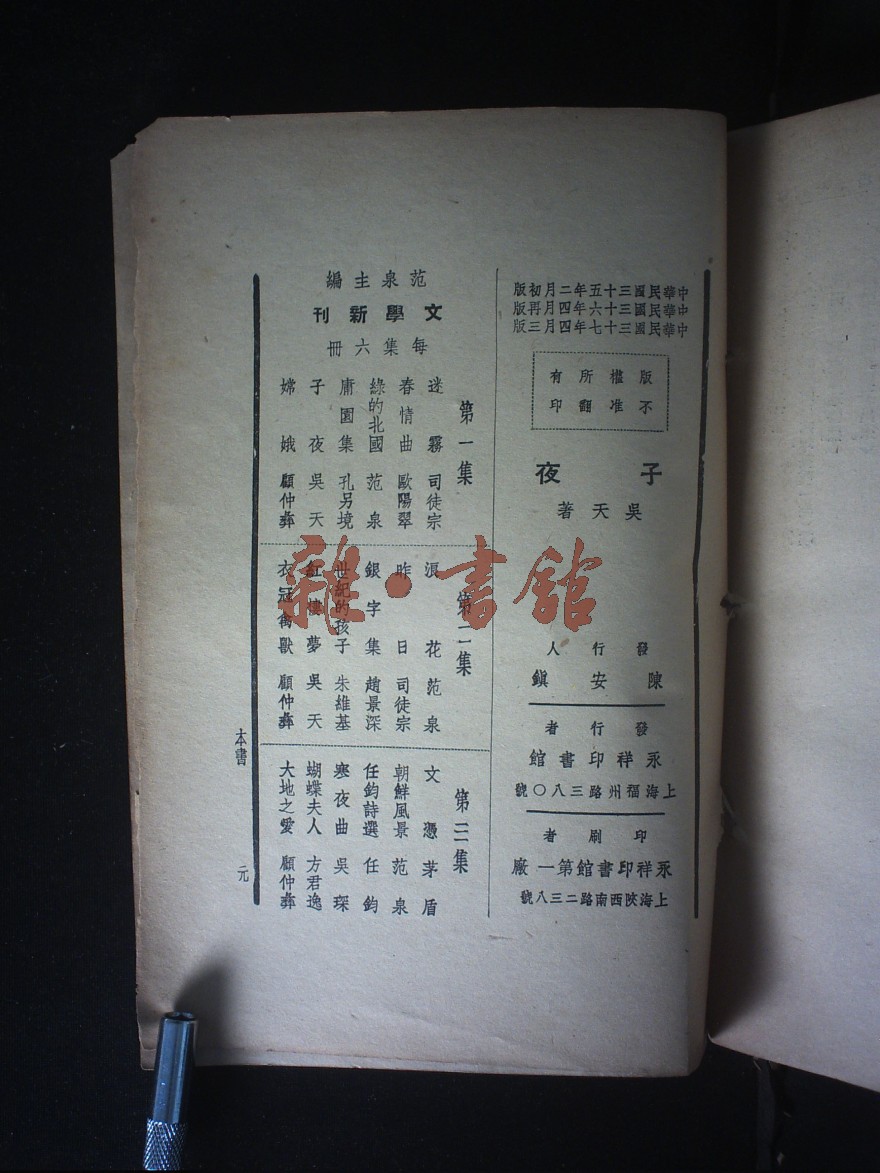 中華民國三十五年二月初版
中華民國三十六年四月再版
中華民國三十七年四月三版
版權所有
不准翻印
子夜
吳天著
發行人
陳安鎮
發行者
永祥印書館
上海福州路三八〇號
印刷者
永祥印書館第一廠
上海陝西南路二三八號
范泉主編
文學新刊
每集六冊
第一集
迷霧 司徒宗
春情曲 歐陽翠
綠的北國 范泉
庸園集 孔另境
子夜 吳天
嫦娥 顧仲彝
第二集
浪花 范泉
昨日 司徒宗
銀字集 趙景深
世紀的孩子 朱維基
紅樓夢 吳天
衣冠禽獸 顧仲彝
第三集
文憑 茅盾
朝鮮風景 范泉
任鈞詩選 任鈞
寒夜曲 吳琛
蝴蝶夫人 方君逸
大地之愛 顧仲彝
本書 元
雜·書館